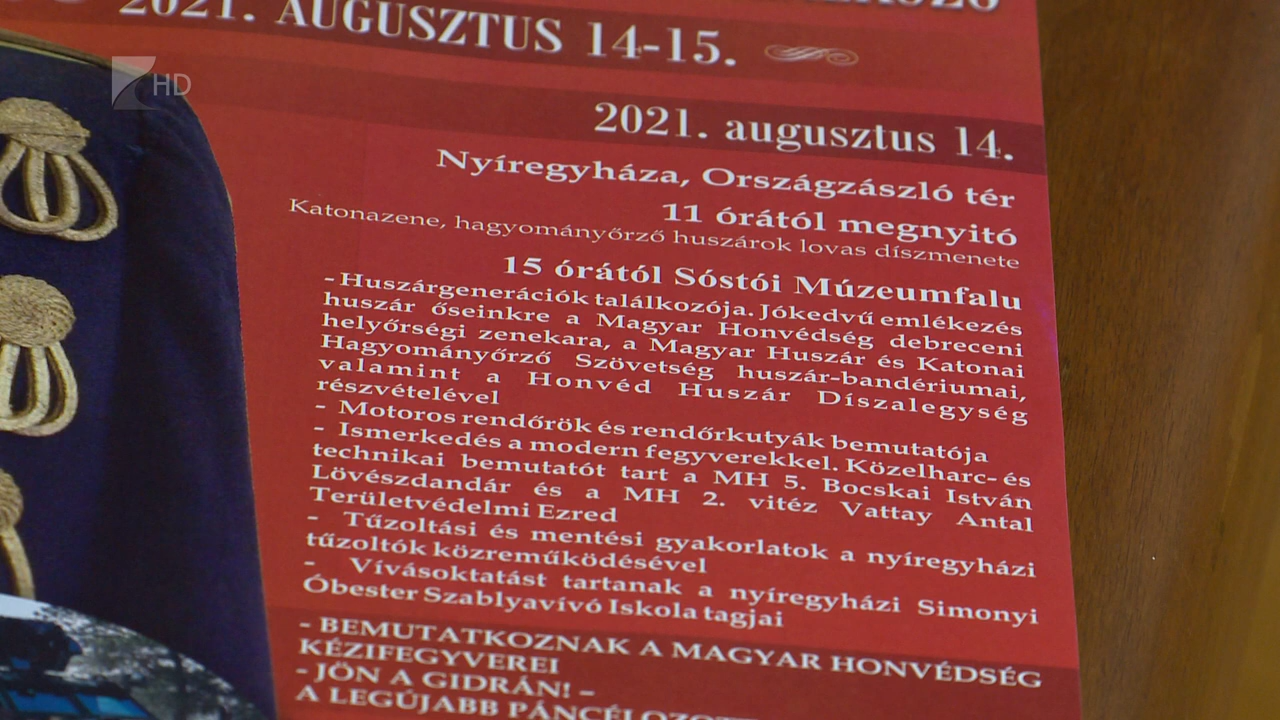 2021. AUGUSZTUS 14-15.
HD
2021. augusztus 14.
Nyíregyháza, Országzászló tér
11 órától megnyitó
Katonazene, hagyományőrző huszárok lovas díszmenete
15 órától Sóstói Múzeumfalu
- Huszárgenerációk találkozója. Jókedvű emlékezés
huszár őseinkre a Magyar Honvédség debreceni
helyőrségi zenekara, a Magyar Huszár és Katonai
Hagyományőrző Szövetség huszár-bandériumai,
valamint a Honvéd Huszár Díszalegység
részvételével
- Motoros rendőrök és rendőrkutyák bemutatója
- Ismerkedés a modern fegyverekkel. Közelharc- és
technikai bemutatót tart a MH 5. Bocskai István
Lövészdandár és a MH 2. vitéz Vattay Antal
Területvédelmi Ezred
- Tűzoltási és mentési gyakorlatok a nyíregyházi
tűzoltók közreműködésével
- Vívásoktatást tartanak a nyíregyházi Simonyi
Óbester Szablyavívó Iskola tagjai
- BEMUTATKOZNAK A MAGYAR HONVÉDSÉG
KÉZIFEGYVEREI
- JÖN A GIDRÁN! –
A LEGÚJABB